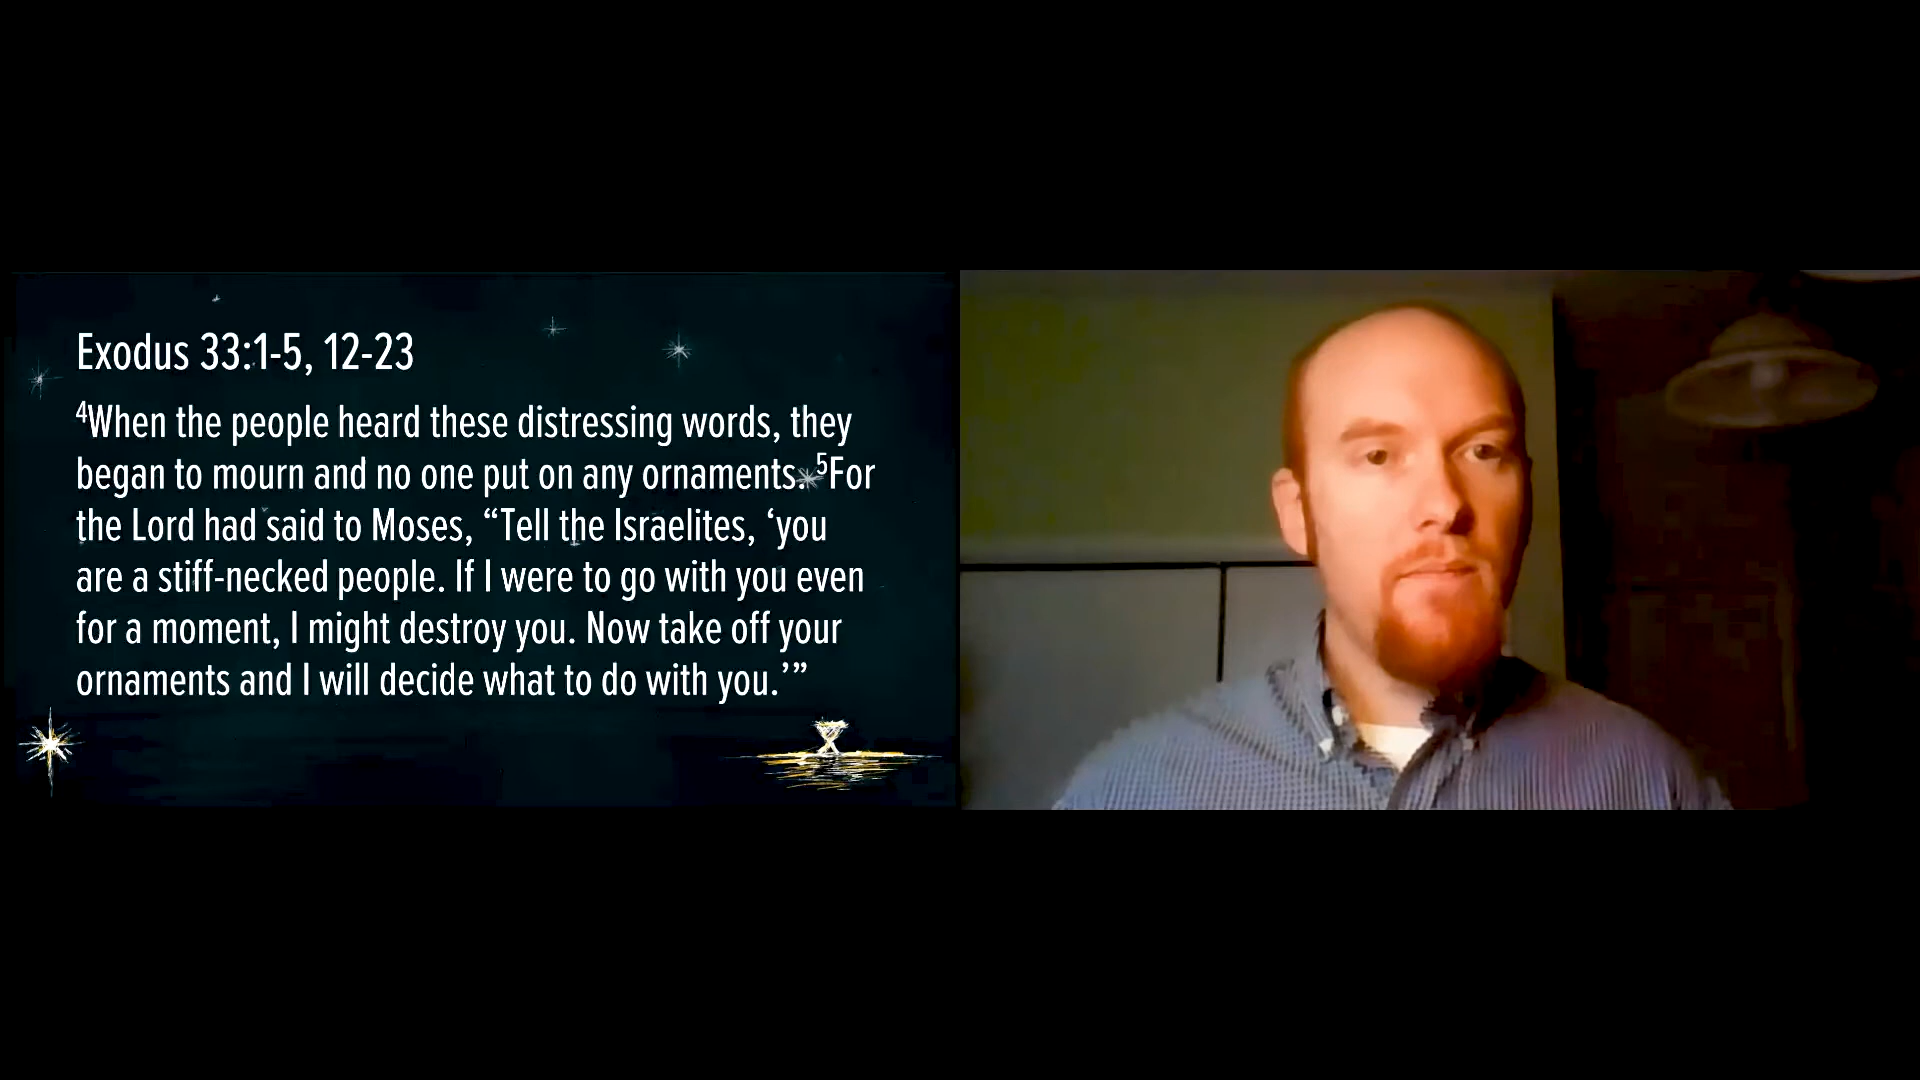 Exodus 33:1-5, 12-23
⁴When the people heard these distressing words, they
began to mourn and no one put on any ornaments. ⁵For
the Lord had said to Moses, “Tell the Israelites, ‘you
are a stiff-necked people. If I were to go with you even
for a moment, I might destroy you. Now take off your
ornaments and I will decide what to do with you.’”